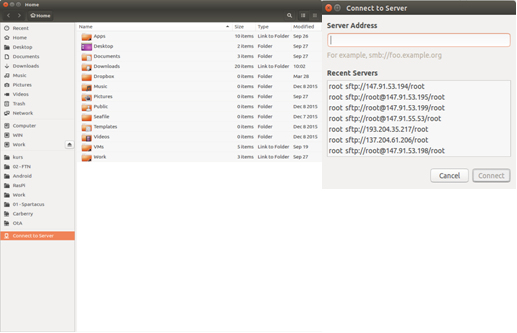 Home
Home
Name Size Type Modified
Recent
Home
Desktop
Documents
Downloads
Music
Pictures
Videos
Trash
Network
Computer
WIN
Work
kurs
02 - FTN
Android
RasPi
Work
01 - Spartacus
Carberry
OtA
Connect to Server
Apps 10 items Link to Folder Sep 26
Desktop 2 items Folder Sep 27
Documents 3 items Link to Folder Sep 27
Downloads 20 items Link to Folder 10:02
Dropbox 0 items Folder Mar 28
Music 0 items Folder Dec 8 2015
Pictures 0 items Folder Sep 27
Public 0 items Folder Dec 8 2015
Seafile 0 items Folder Dec 7 2015
Templates 0 items Folder Dec 8 2015
Videos 0 items Folder Dec 8 2015
VMs 5 items Link to Folder Sep 19
Work 3 items Link to Folder Sep 27
Connect to Server
Server Address
For example, smb://foo.example.org
Recent Servers
root sftp://147.91.53.194/root
root sftp://root@147.91.53.195/root
root sftp://root@147.91.53.199/root
root sftp://root@147.91.55.53/root
root sftp://193.204.35.217/root
root sftp://137.204.61.206/root
root sftp://root@147.91.53.198/root
Cancel Connect